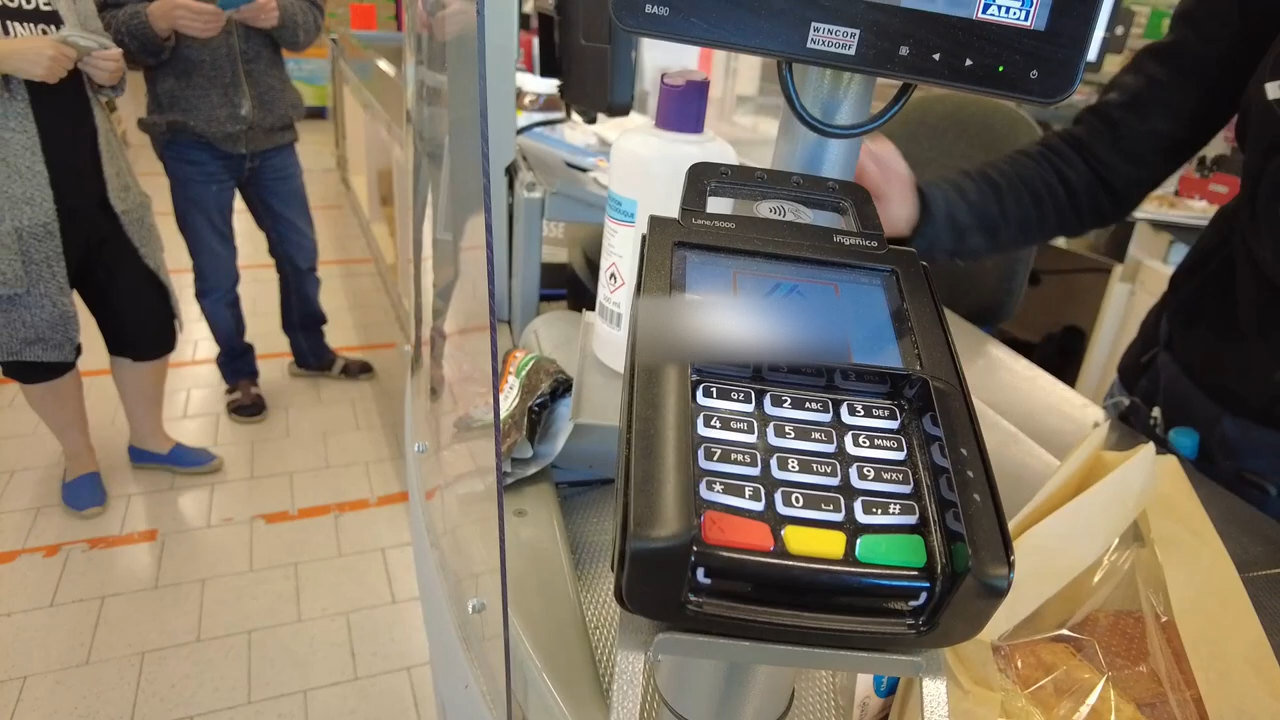 BA90
WINCOR
NIXDORF
ALDI
UNION
Lane/5000
ingenico
1 QZ
2 ABC
3 DEF
4 GHI
5 JKL
6 MNO
7 PRS
8 TUV
9 WXY
* F
0
.,#